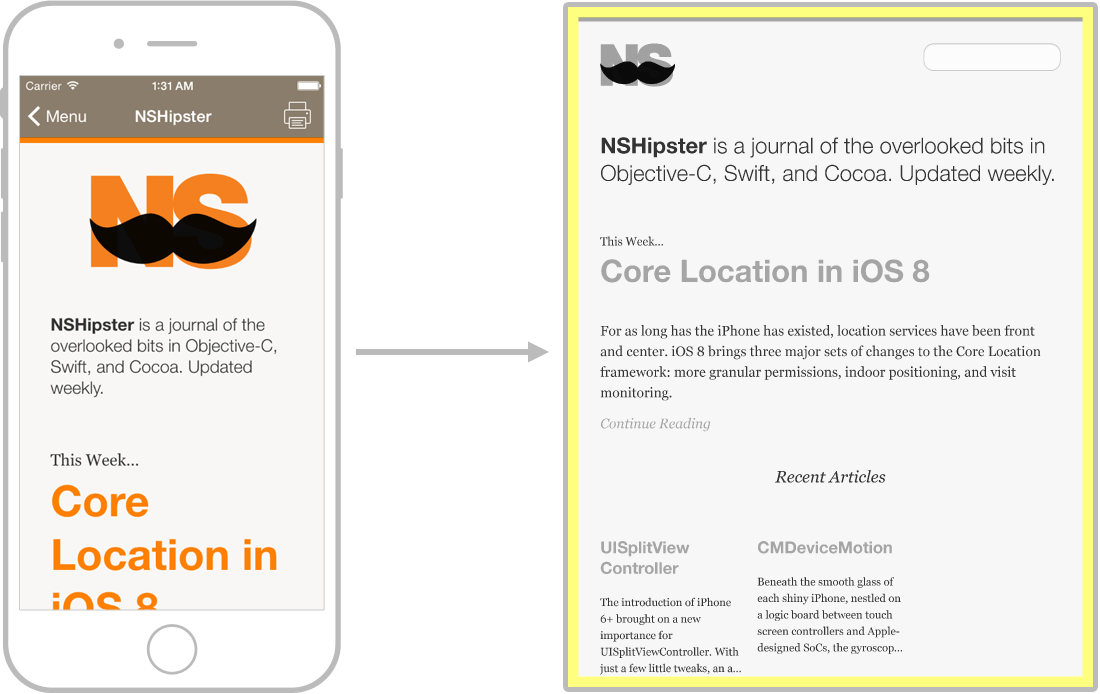 Carrier
1:31 AM
Menu
NSHipster
NS
NSHipster is a journal of the
overlooked bits in Objective-C,
Swift, and Cocoa. Updated
weekly.
This Week...
Core
Location in
iOS 8
NS
NSHipster is a journal of the overlooked bits in
Objective-C, Swift, and Cocoa. Updated weekly.
This Week...
Core Location in iOS 8
For as long has the iPhone has existed, location services have been front
and center. iOS 8 brings three major sets of changes to the Core Location
framework: more granular permissions, indoor positioning, and visit
monitoring.
Continue Reading
Recent Articles
UISplitView
Controller
The introduction of iPhone
6+ brought on a new
importance for
UISplitViewController. With
just a few little tweaks, an a...
CMDeviceMotion
Beneath the smooth glass of
each shiny iPhone, nestled on
a logic board between touch
screen controllers and Apple-
designed SoCs, the gyroscop...